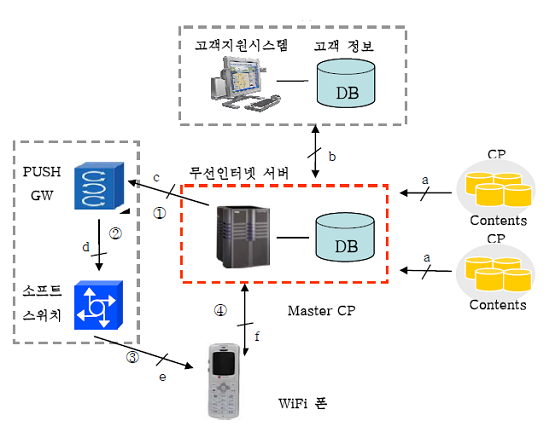 고객지원시스템
고객 정보
DB
b
PUSH
GW
c
①
무선인터넷 서버
a
CP
Contents
d
②
DB
a
CP
Contents
소프트
스위치
④
Master CP
③
f
e
WiFi 폰